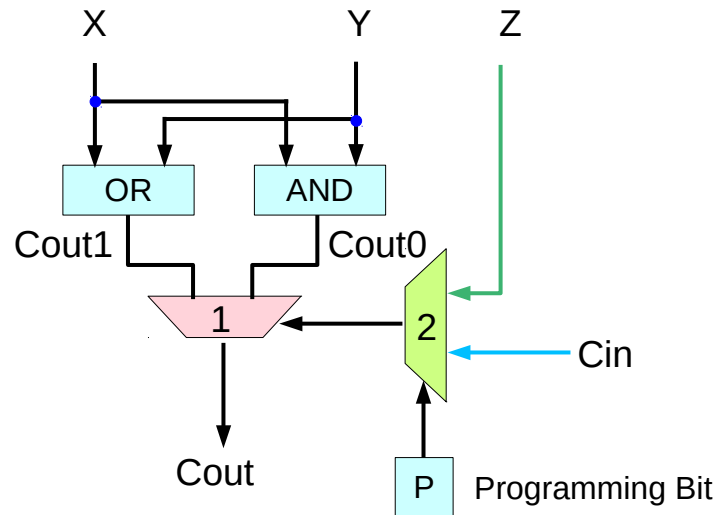 X Y Z
OR AND
Cout1 Cout0
1 2
Cin
Cout
P Programming Bit